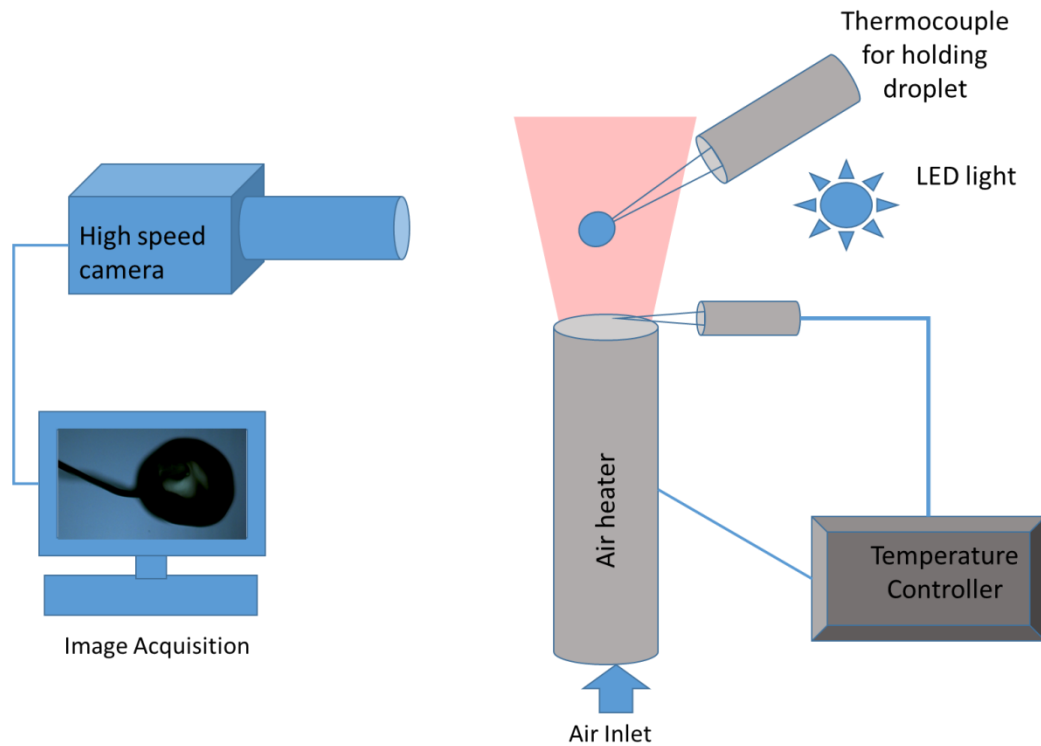 Thermocouple
for holding
droplet
LED light
High speed
camera
Air heater
Temperature
Controller
Image Acquisition
Air Inlet